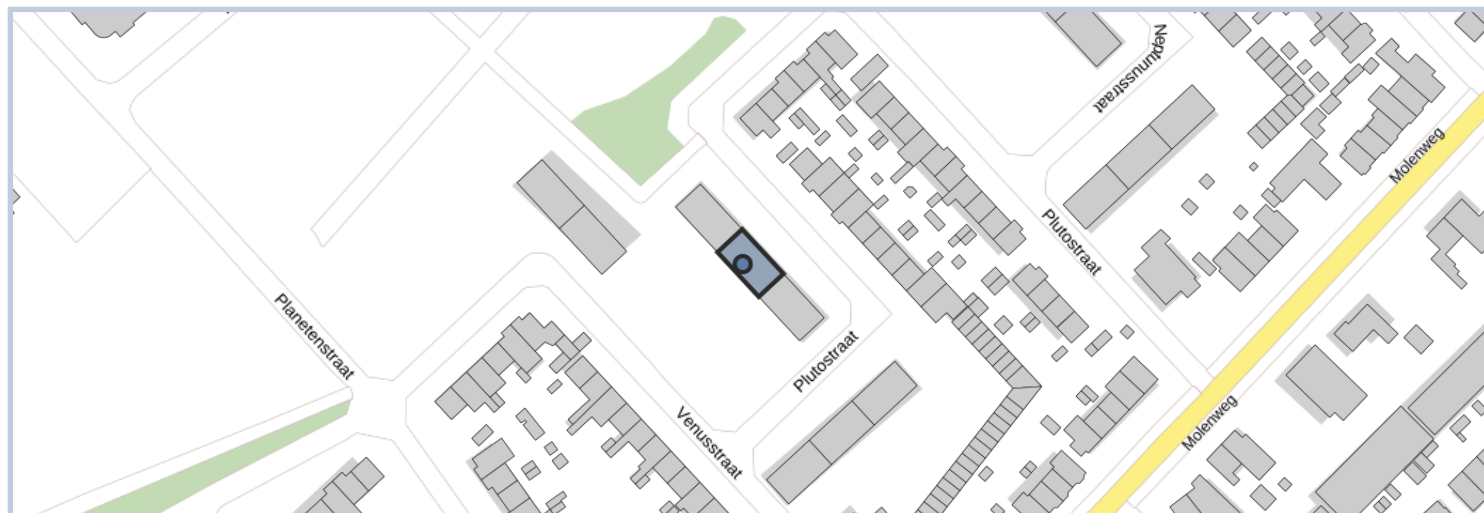 Neptunusstraat
Molenweg
Plutostraat
Planetenstraat
Plutostraat
Molenweg
Venusstraat